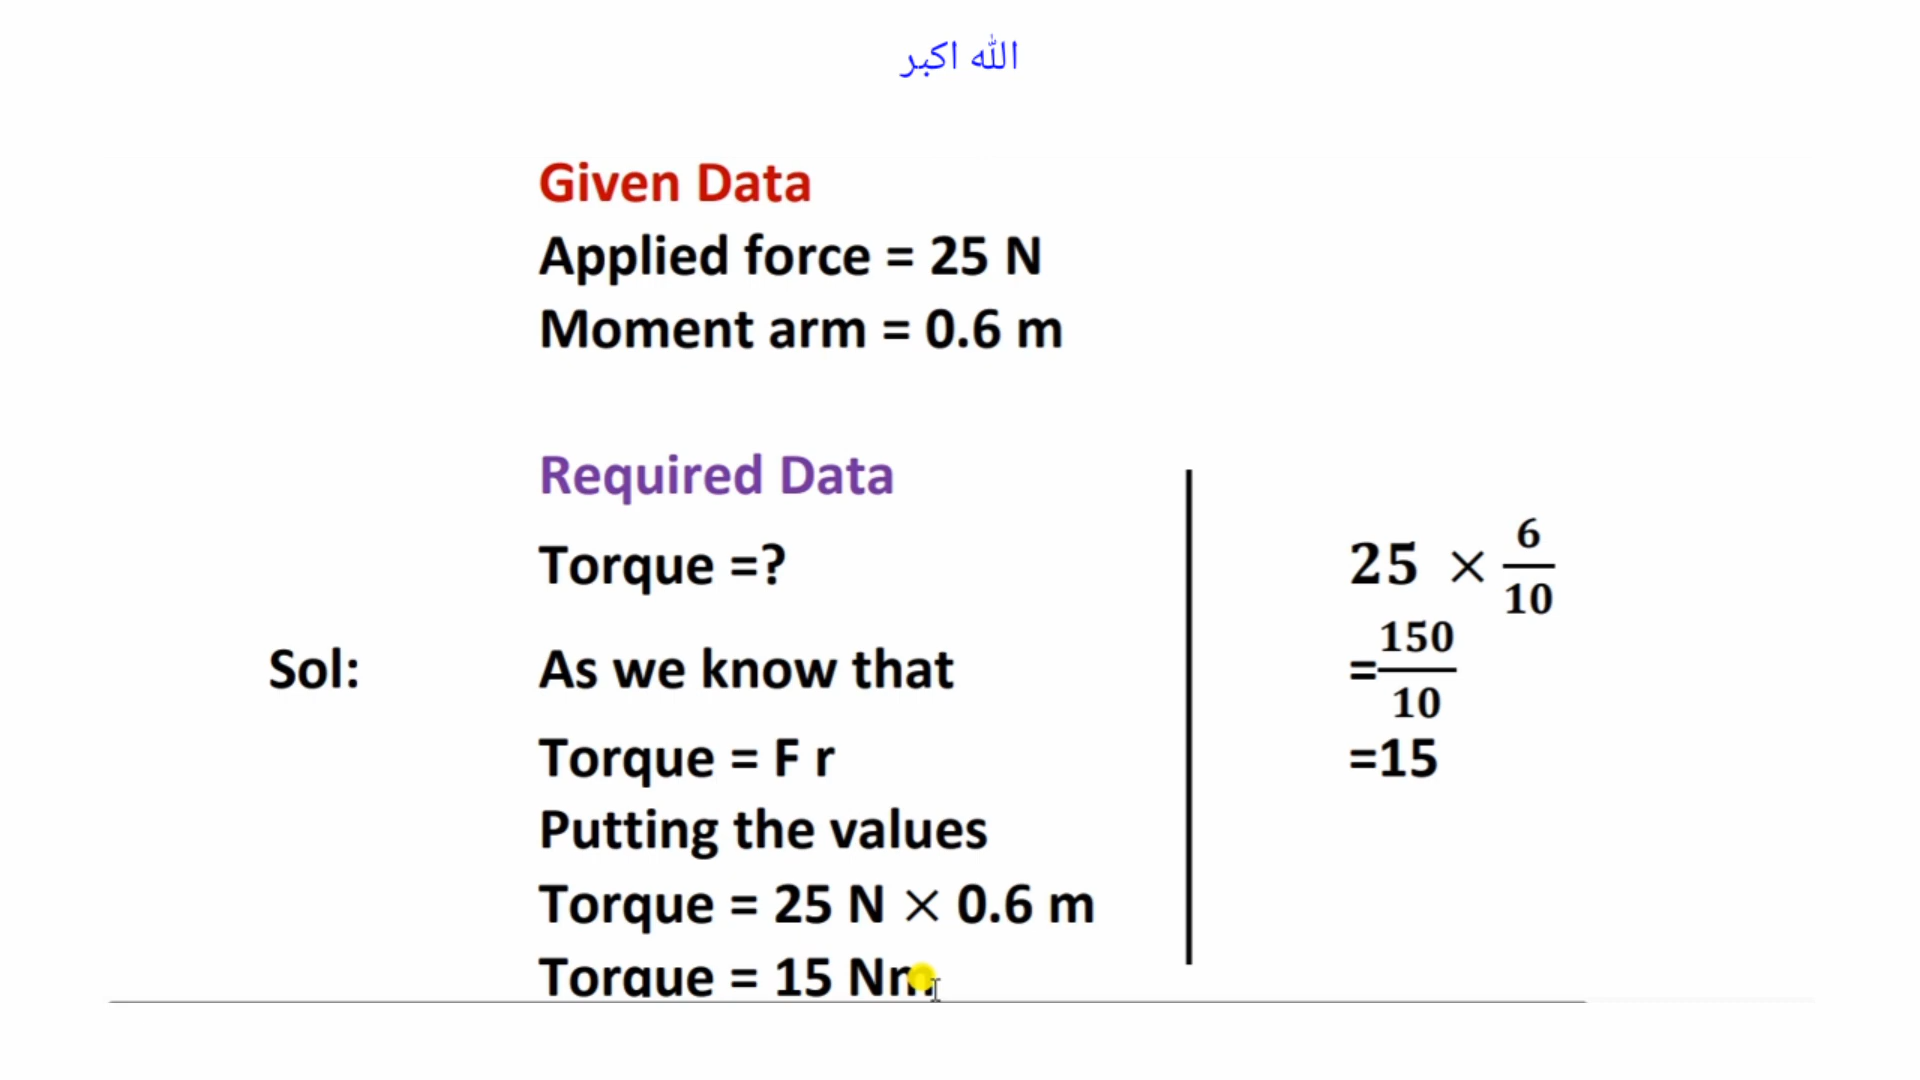 الله اكبر
Given Data
Applied force = 25 N
Moment arm = 0.6 m
Required Data
Torque =?
Sol: As we know that
Torque = F r
Putting the values
Torque = 25 N × 0.6 m
Torque = 15 Nm
25 × 6/10
=150/10
=15